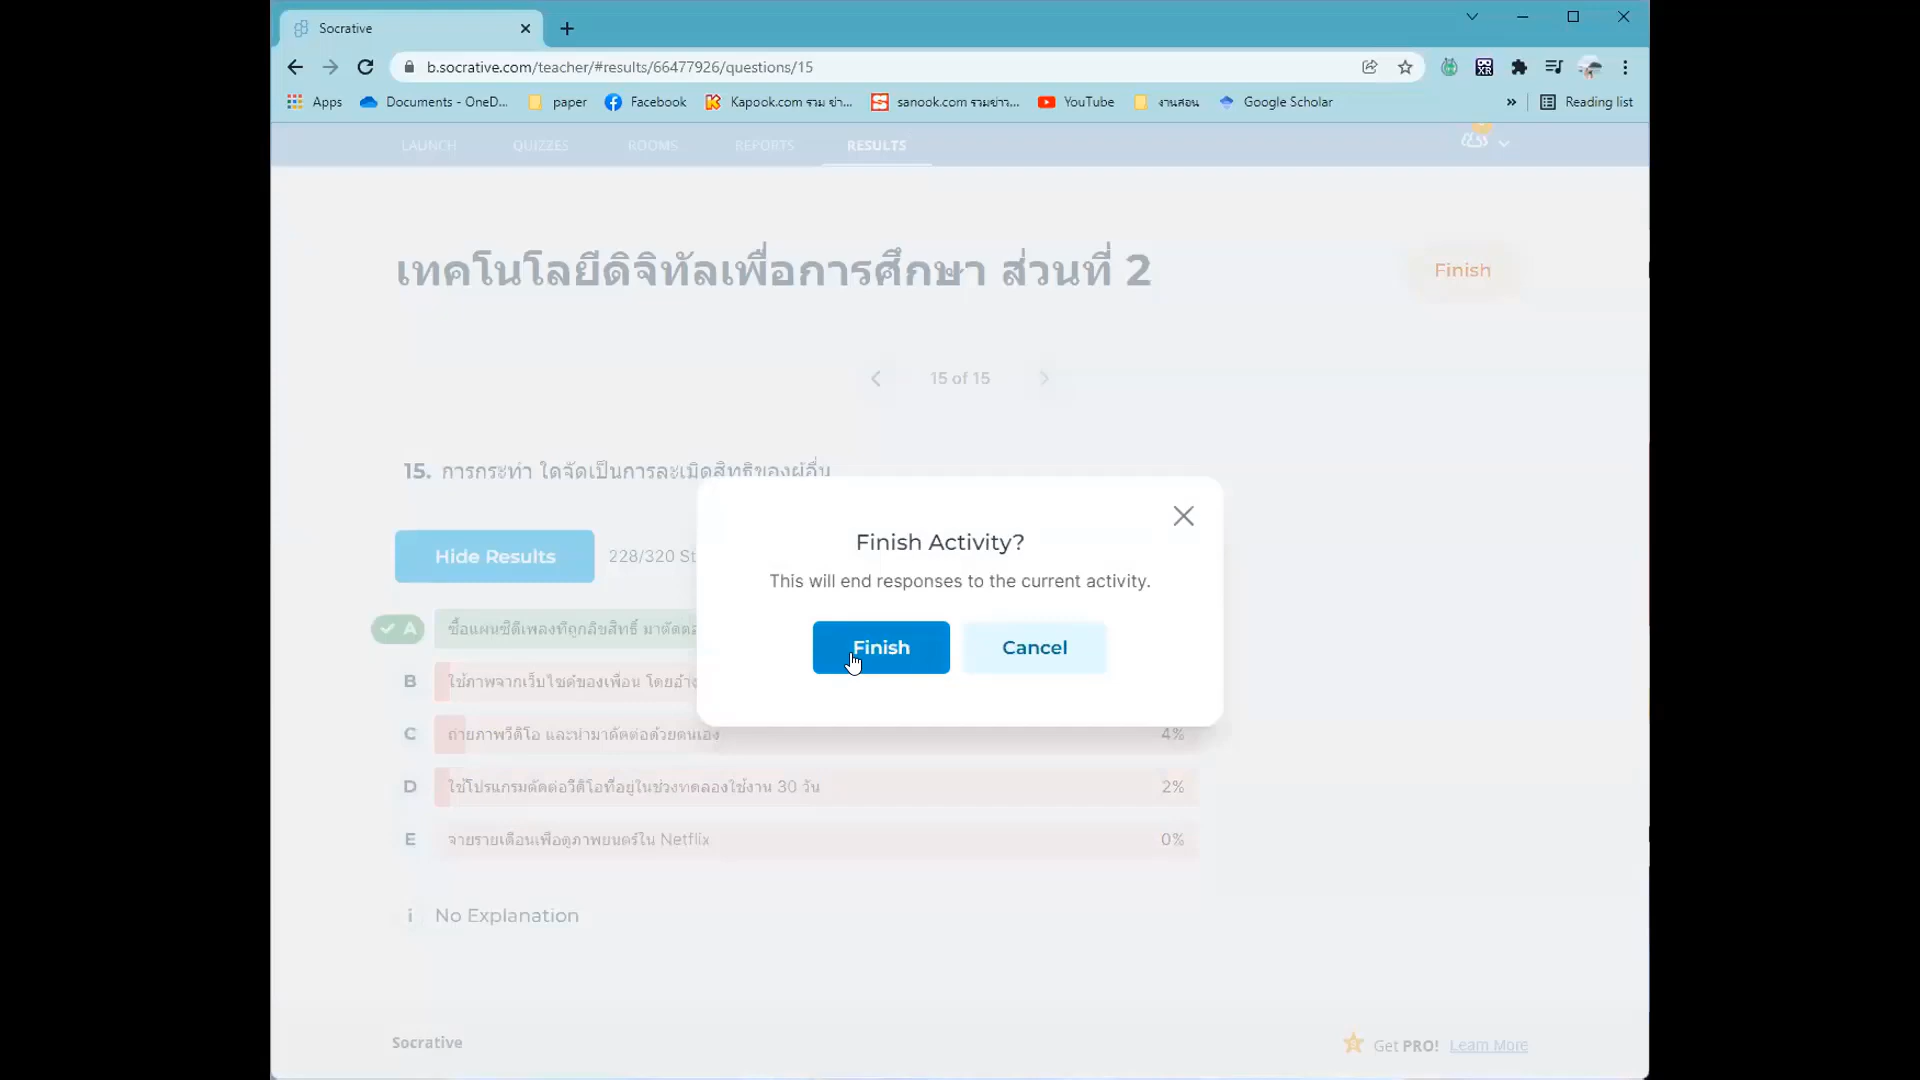 Socrative
b.socrative.com/teacher/#results/66477926/questions/15
Apps Documents - OneD... paper Facebook Kapook.com รวม ข่า... sanook.com รวมข่าว... YouTube งานสอน Google Scholar » Reading list
LAUNCH QUIZZES ROOMS REPORTS RESULTS
เทคโนโลยีดิจิทัลเพื่อการศึกษา ส่วนที่ 2
Finish
15 of 15
15. การกระทำ ใดจัดเป็นการละเมิดสิทธิของผู้อื่น
Finish Activity?
This will end responses to the current activity.
Finish
Cancel
Hide Results 228/320
A ซื้อแผ่นซีดีเพลงที่ถูกลิขสิทธิ์ มาตัดต่อ
B ใช้ภาพจากเว็บไซต์ของเพื่อน โดยอ้าง
C ถ่ายภาพวีดิโอ และนำมาตัดต่อด้วยตนเอง 4%
D ใช้โปรแกรมตัดต่อวีดิโอที่อยู่ในช่วงทดลองใช้งาน 30 วัน 2%
E จ่ายรายเดือนเพื่อดูภาพยนตร์ใน Netflix 0%
i No Explanation
Socrative
Get PRO! Learn More